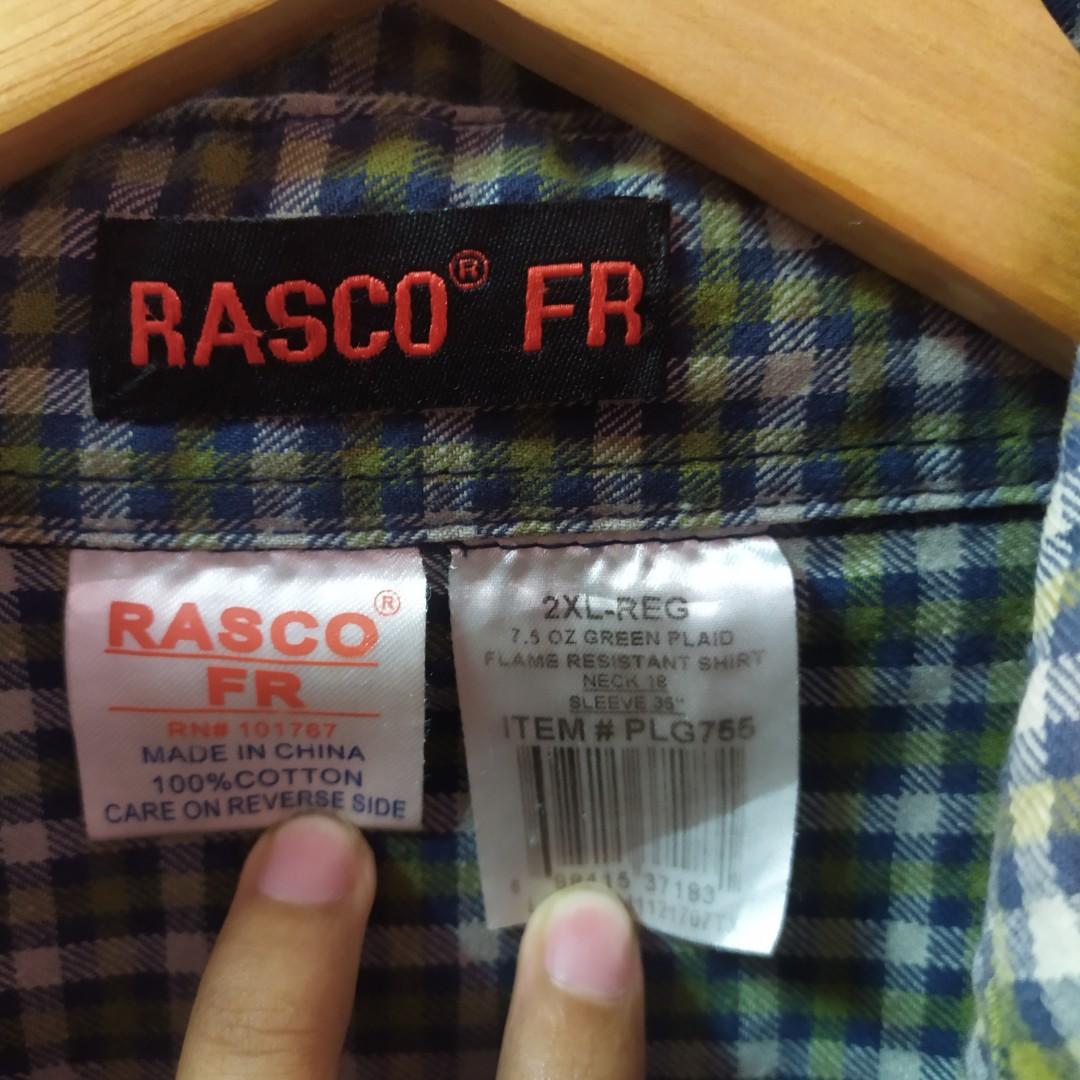 RASCO® FR
RASCO®
FR
RN# 101767
MADE IN CHINA
100%COTTON
CARE ON REVERSE SIDE
2XL-REG
7.5 OZ GREEN PLAID
FLAME RESISTANT SHIRT
NECK 18
SLEEVE 35"
ITEM # PLG755
37183